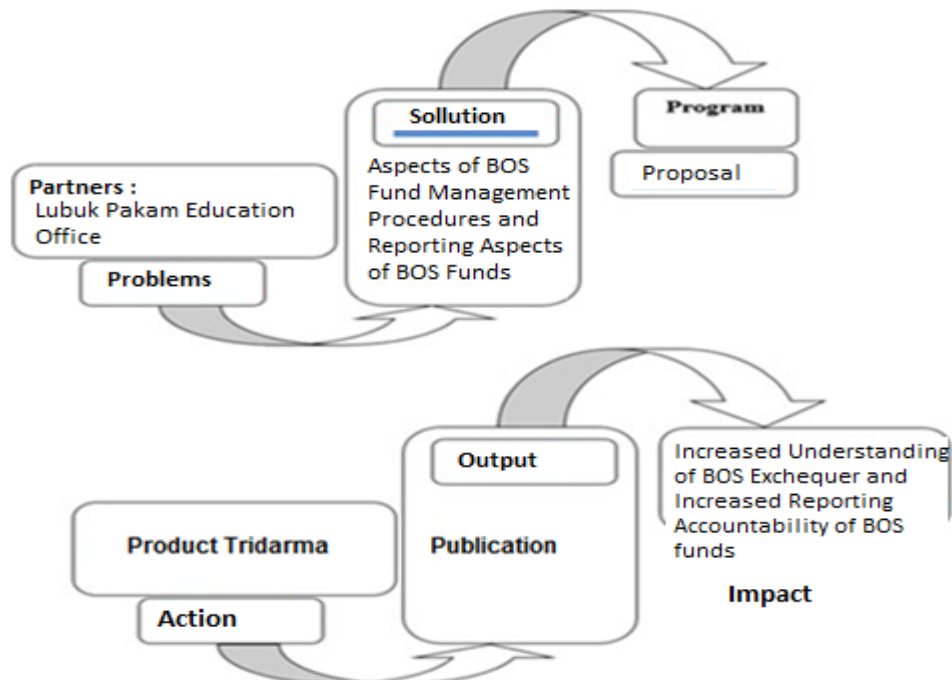 Partners :
Lubuk Pakam Education
Office
Problems
Sollution
Aspects of BOS
Fund Management
Procedures and
Reporting Aspects
of BOS Funds
Program
Proposal
Product Tridarma
Action
Output
Publication
Increased Understanding
of BOS Exchequer and
Increased Reporting
Accountability of BOS
funds
Impact